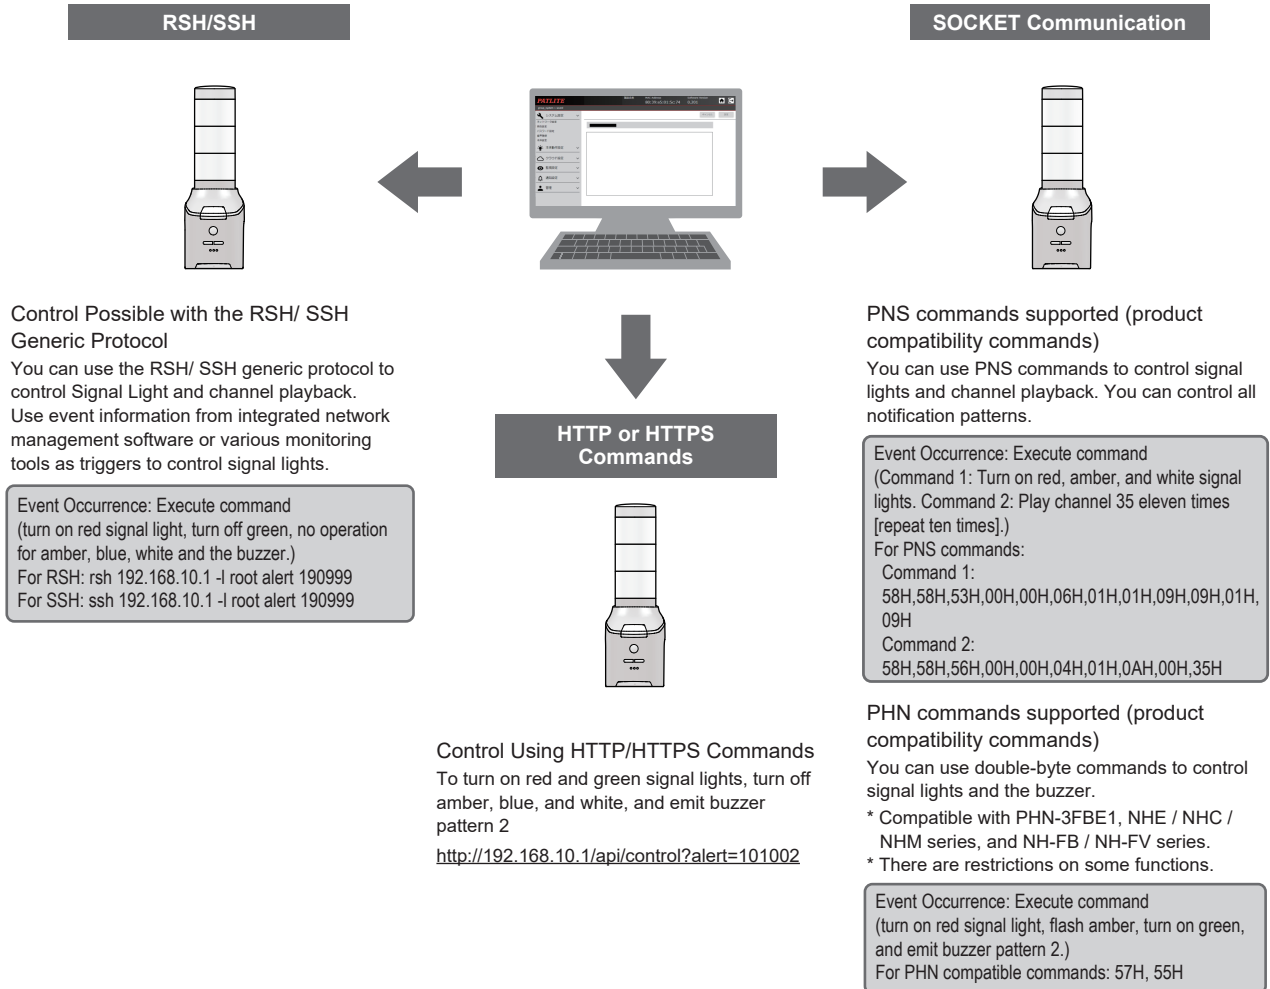 RSH/SSH
SOCKET Communication
PATLITE
Control Possible with the RSH/ SSH
Generic Protocol
You can use the RSH/ SSH generic protocol to
control Signal Light and channel playback.
Use event information from integrated network
management software or various monitoring
tools as triggers to control signal lights.
Event Occurrence: Execute command
(turn on red signal light, turn off green, no operation
for amber, blue, white and the buzzer.)
For RSH: rsh 192.168.10.1 -l root alert 190999
For SSH: ssh 192.168.10.1 -l root alert 190999
HTTP or HTTPS
Commands
Control Using HTTP/HTTPS Commands
To turn on red and green signal lights, turn off
amber, blue, and white, and emit buzzer
pattern 2
http://192.168.10.1/api/control?alert=101002
PNS commands supported (product
compatibility commands)
You can use PNS commands to control signal
lights and channel playback. You can control all
notification patterns.
Event Occurrence: Execute command
(Command 1: Turn on red, amber, and white signal
lights. Command 2: Play channel 35 eleven times
[repeat ten times].)
For PNS commands:
Command 1:
58H,58H,53H,00H,00H,06H,01H,01H,09H,09H,01H,
09H
Command 2:
58H,58H,56H,00H,00H,04H,01H,0AH,00H,35H
PHN commands supported (product
compatibility commands)
You can use double-byte commands to control
signal lights and the buzzer.
* Compatible with PHN-3FBE1, NHE / NHC /
NHM series, and NH-FB / NH-FV series.
* There are restrictions on some functions.
Event Occurrence: Execute command
(turn on red signal light, flash amber, turn on green,
and emit buzzer pattern 2.)
For PHN compatible commands: 57H, 55H